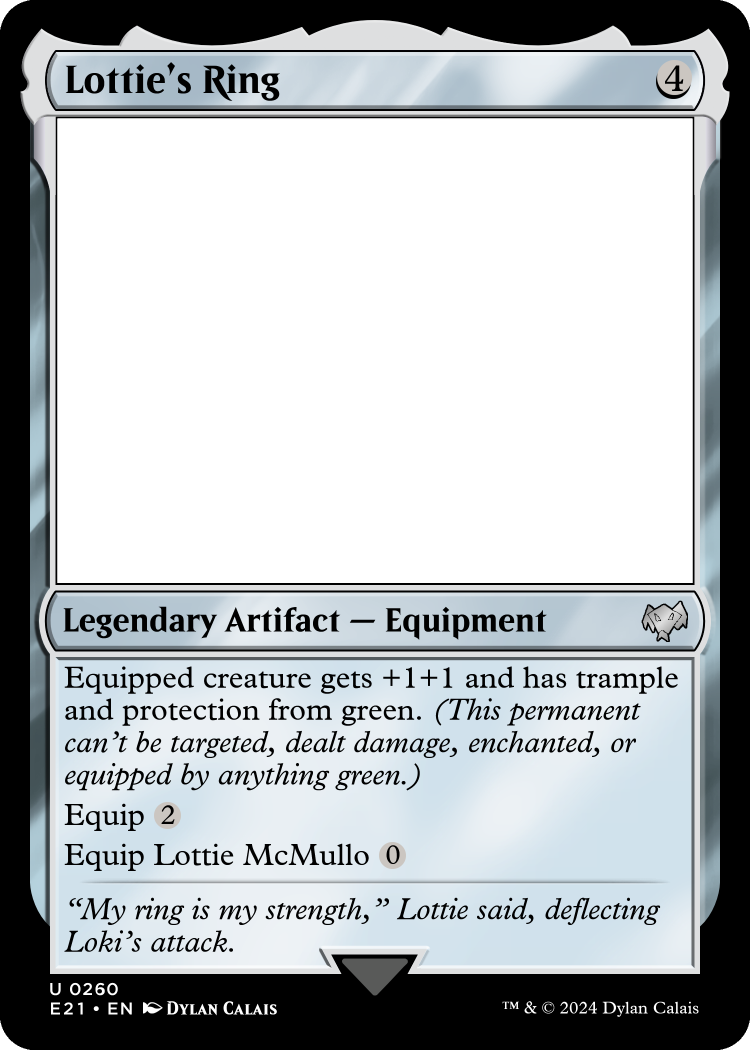 Lottie's Ring 4
Legendary Artifact — Equipment
Equipped creature gets +1+1 and has trample
and protection from green. (This permanent
can't be targeted, dealt damage, enchanted, or
equipped by anything green.)
Equip 2
Equip Lottie McMullo 0
“My ring is my strength,” Lottie said, deflecting
Loki's attack.
U 0260
E21 • EN Dylan Calais
™ & © 2024 Dylan Calais